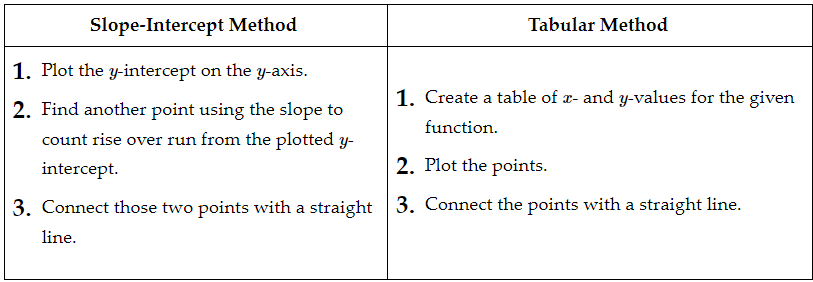 Slope-Intercept Method
1. Plot the y-intercept on the y-axis.
2. Find another point using the slope to
count rise over run from the plotted y-
intercept.
3. Connect those two points with a straight
line.
Tabular Method
1. Create a table of x- and y-values for the given
function.
2. Plot the points.
3. Connect the points with a straight line.